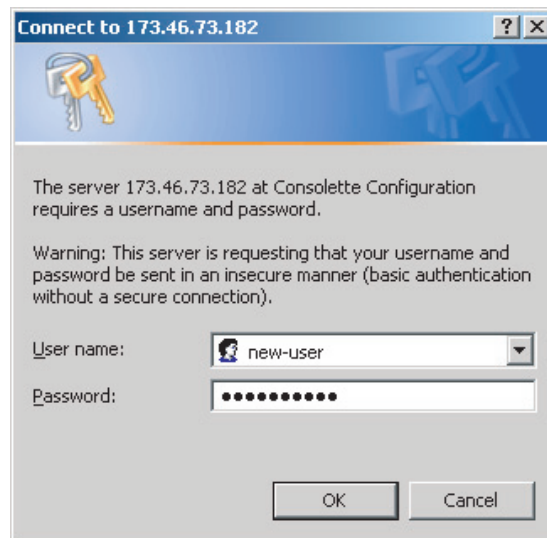 Connect to 173.46.73.182
The server 173.46.73.182 at Consolette Configuration
requires a username and password.
Warning: This server is requesting that your username and
password be sent in an insecure manner (basic authentication
without a secure connection).
User name:
new-user
Password:
●●●●●●●●●●
OK
Cancel